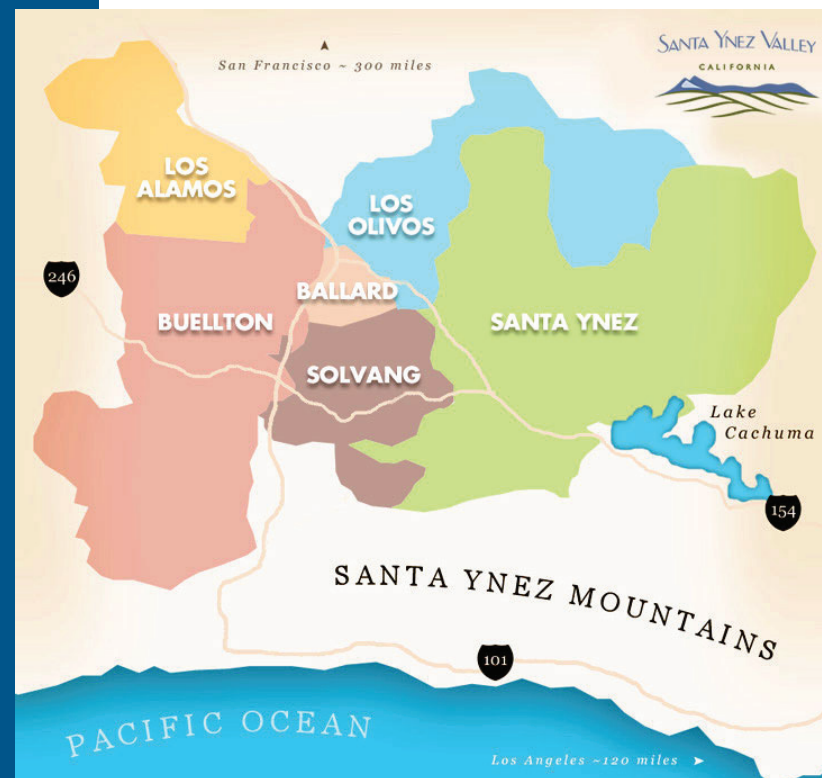 SANTA YNEZ VALLEY
CALIFORNIA
San Francisco ~ 300 miles
LOS
ALAMOS
LOS
OLIVOS
246
BALLARD
BUELLTON
SANTA YNEZ
SOLVANG
Lake
Cachuma
154
SANTA YNEZ MOUNTAINS
101
PACIFIC OCEAN
Los Angeles ~120 miles